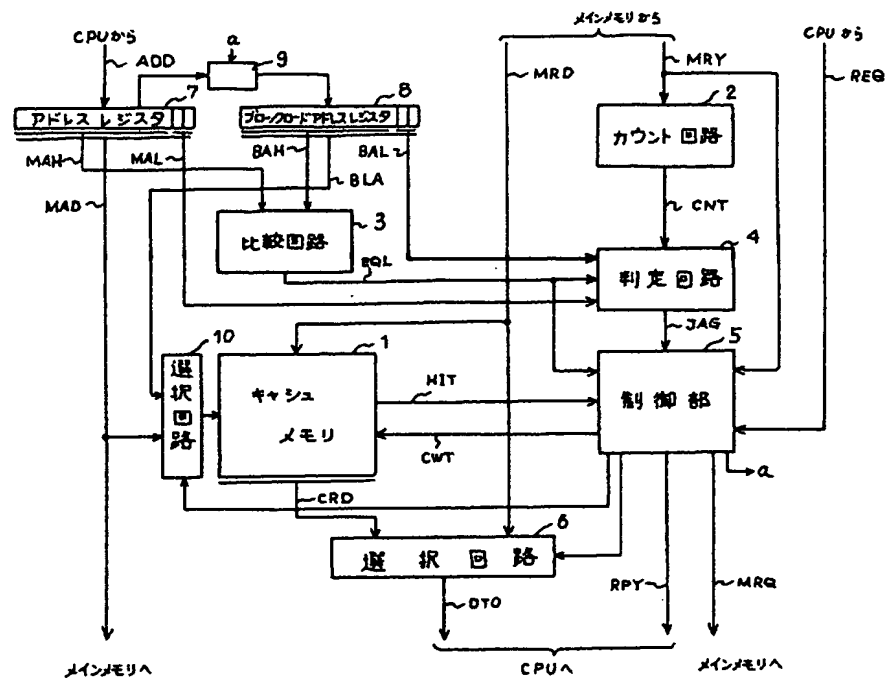 メインメモリから
CPUから
ADD
a
9
MRD
MRY
CPUから
REQ
7
アドレスレジスタ
8
ブロックロードアドレスレジスタ
2
カウント回路
MAH
MAL
BAH
BAL
BLA
MAD
CNT
3
比較回路
EQL
4
判定回路
JAG
5
制御部
10
選択回路
1
キャシュ
メモリ
HIT
CWT
a
CRD
6
選択回路
DTO
RPY
MRQ
メインメモリへ
CPUへ
メインメモリへ